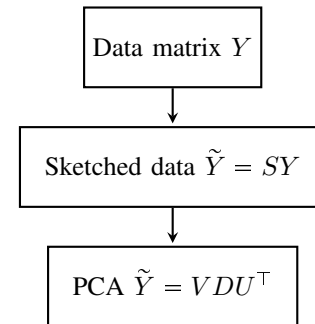 Data matrix Y
Sketched data Ỹ = SY
PCA Ỹ = VDU⊤